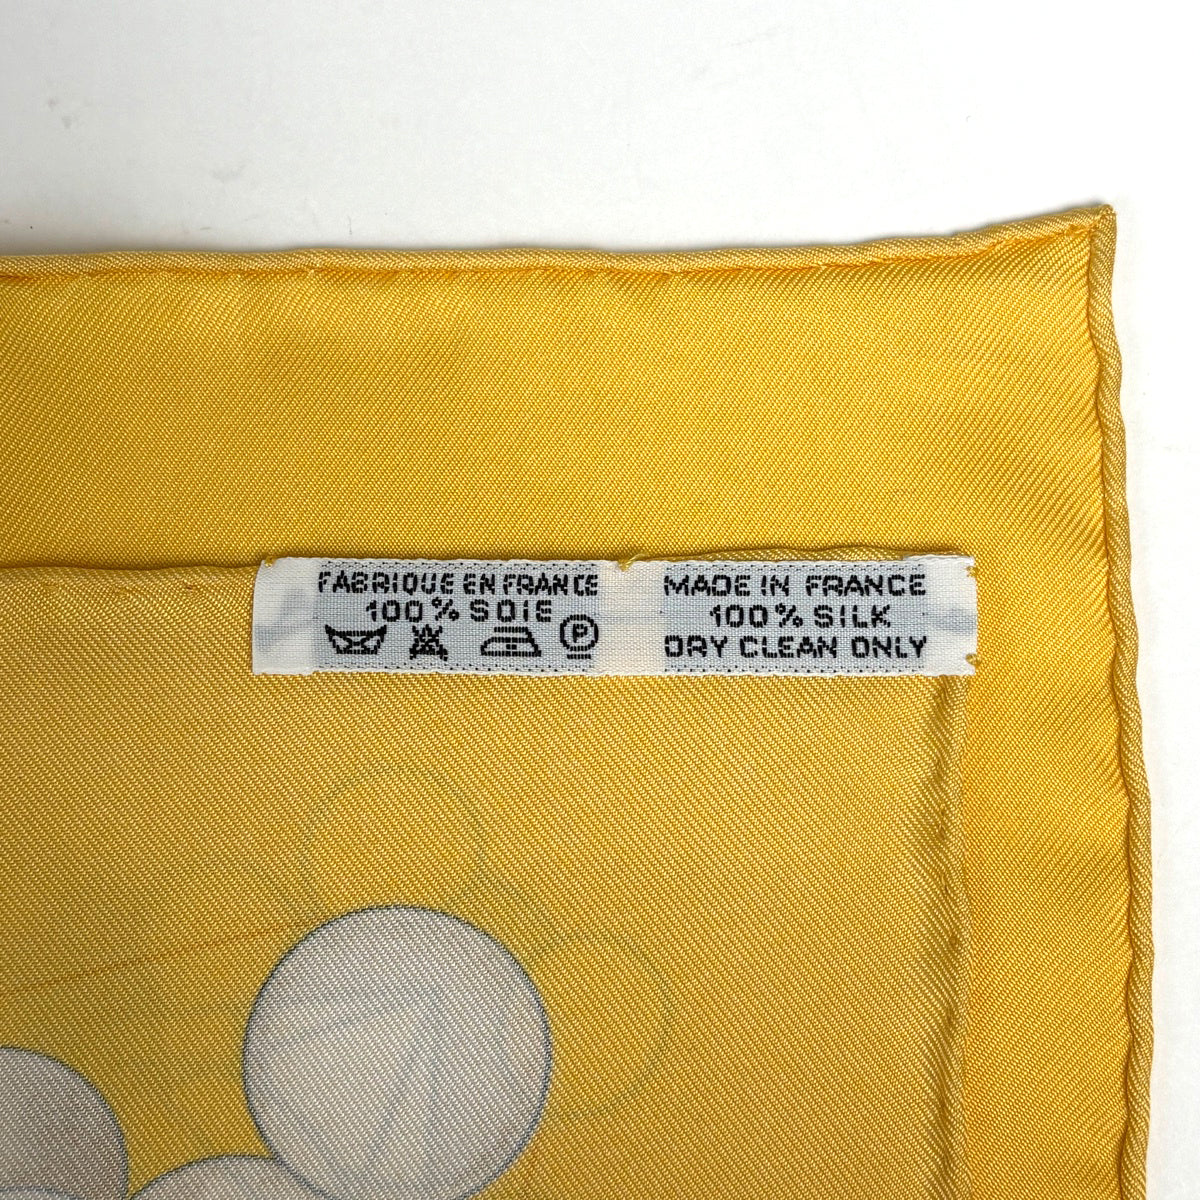 FABRIQUE EN FRANCE
100% SOIE
P
MADE IN FRANCE
100% SILK
DRY CLEAN ONLY